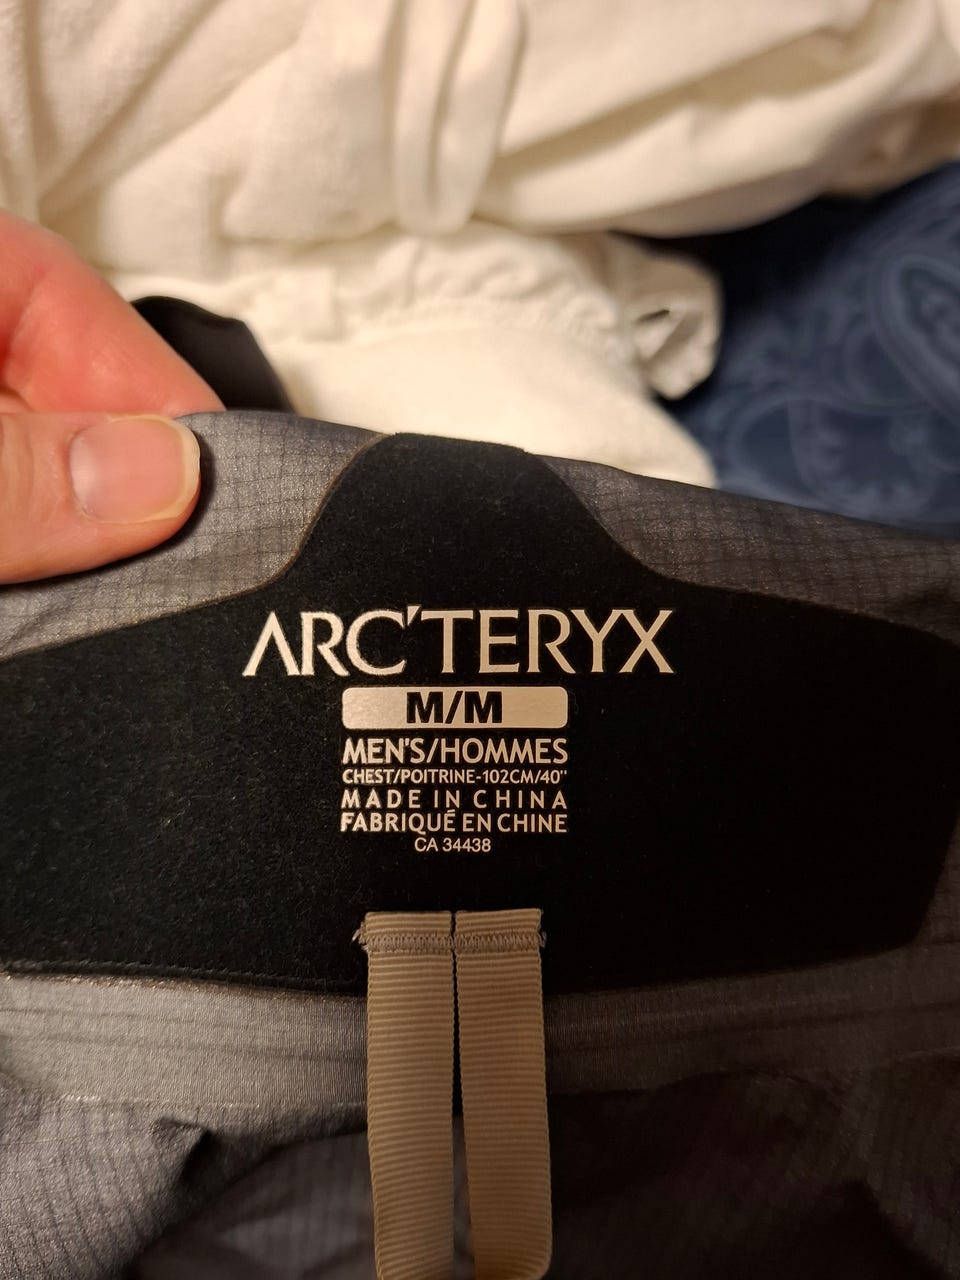 ARC'TERYX
M/M
MEN'S/HOMMES
CHEST/POITRINE-102CM/40"
MADE IN CHINA
FABRIQUÉ EN CHINE
CA 34438